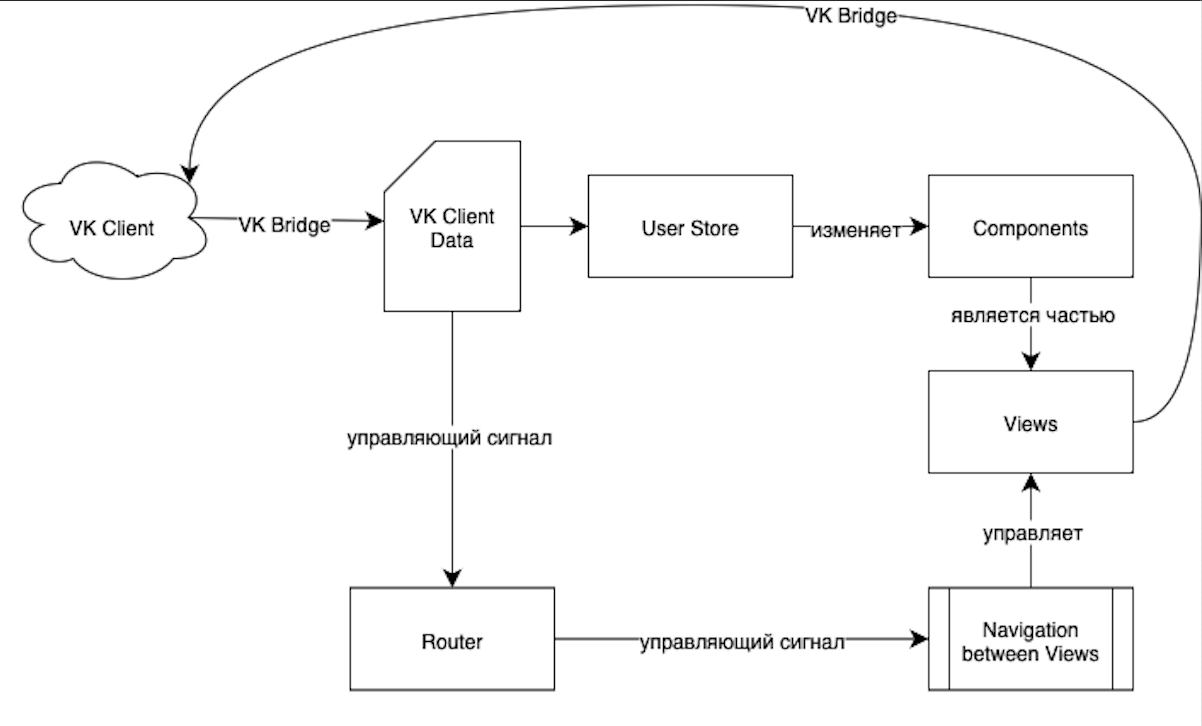 VK Bridge
VK Client
VK Bridge
VK Client
Data
User Store
изменяет
Components
является частью
Views
управляющий сигнал
управляет
Router
управляющий сигнал
Navigation
between Views